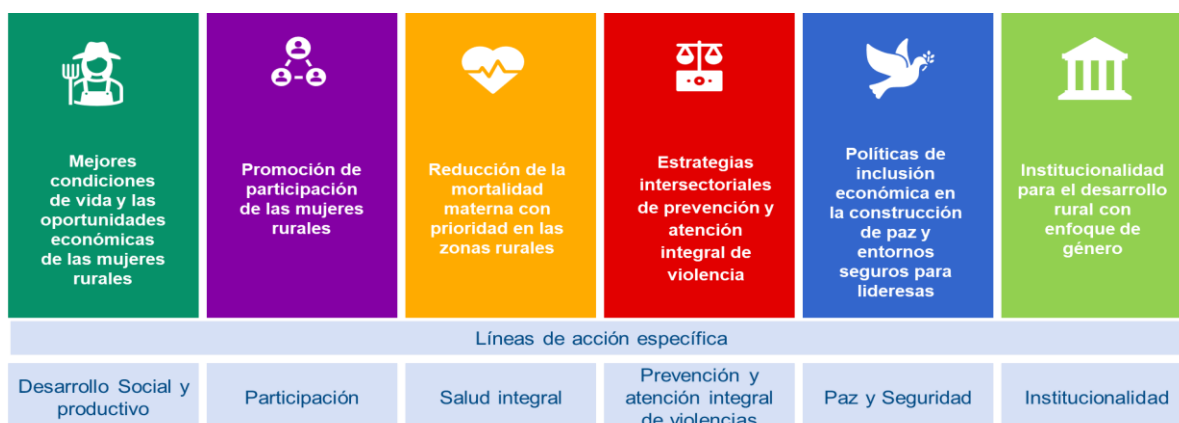 Mejores
condiciones
de vida y las
oportunidades
económicas
de las mujeres
rurales
Promoción de
participación
de las mujeres
rurales
Reducción de la
mortalidad
materna con
prioridad en las
zonas rurales
Estrategias
intersectoriales
de prevención y
atención
integral de
violencia
Políticas de
inclusión
económica en
la construcción
de paz y
entornos
seguros para
lideresas
Institucionalidad
para el desarrollo
rural con
enfoque de
género
Líneas de acción específica
Desarrollo Social y
productivo
Participación
Salud integral
Prevención y
atención integral
de violencias
Paz y Seguridad
Institucionalidad